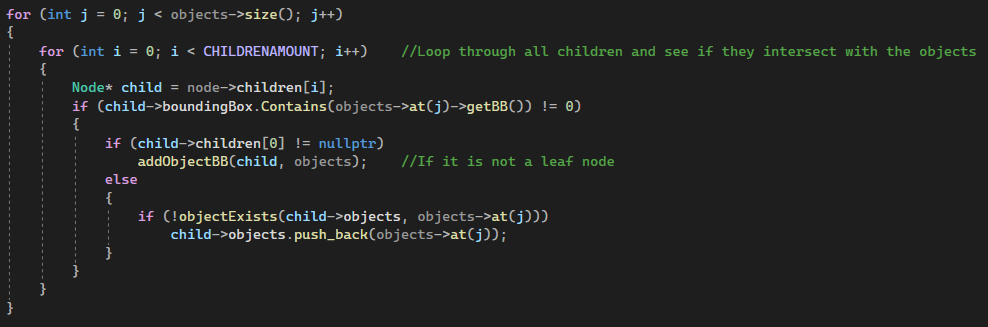 for (int j = 0; j < objects->size(); j++)
{
for (int i = 0; i < CHILDRENAMOUNT; i++) //Loop through all children and see if they intersect with the objects
{
Node* child = node->children[i];
if (child->boundingBox.Contains(objects->at(j)->getBB()) != 0)
{
if (child->children[0] != nullptr)
addObjectBB(child, objects); //If it is not a leaf node
else
{
if (!objectExists(child->objects, objects->at(j)))
child->objects.push_back(objects->at(j));
}
}
}
}